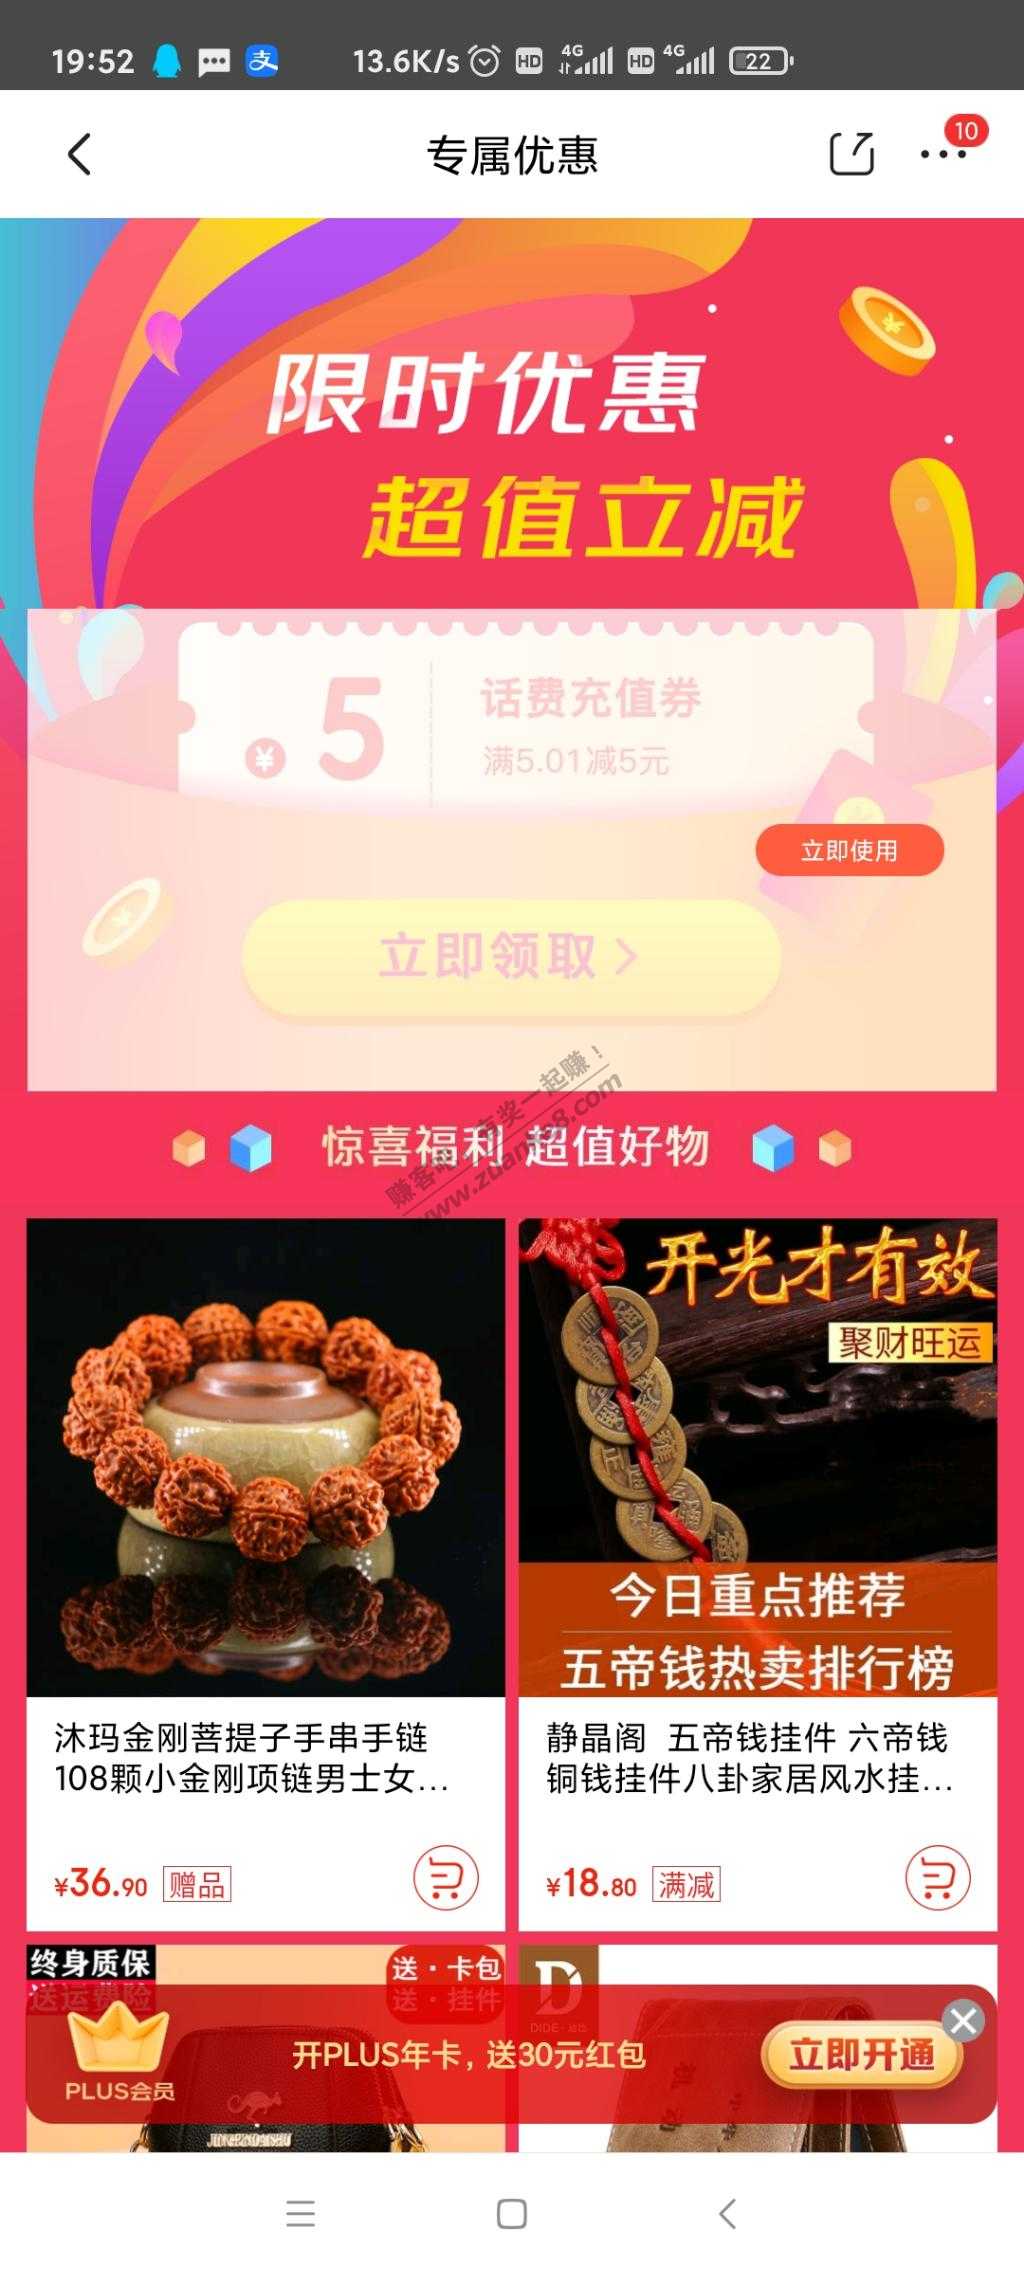 19:52
13.6K/s
HD
4G
HD
4G
22
专属优惠
10
限时优惠
超值立减
¥ 5
话费充值券
满5.01减5元
立即使用
立即领取
惊喜福利 超值好物
赚客吧，有奖一起赚！
www.zuanke8.com
开光才有效
聚财旺运
今日重点推荐
五帝钱热卖排行榜
沐玛金刚菩提子手串手链
108颗小金刚项链男士女...
¥36.90 赠品
静晶阁 五帝钱挂件 六帝钱
铜钱挂件八卦家居风水挂...
¥18.80 满减
终身质保
送运费险
送·卡包
送·挂件
D
PLUS会员
开PLUS年卡, 送30元红包
立即开通